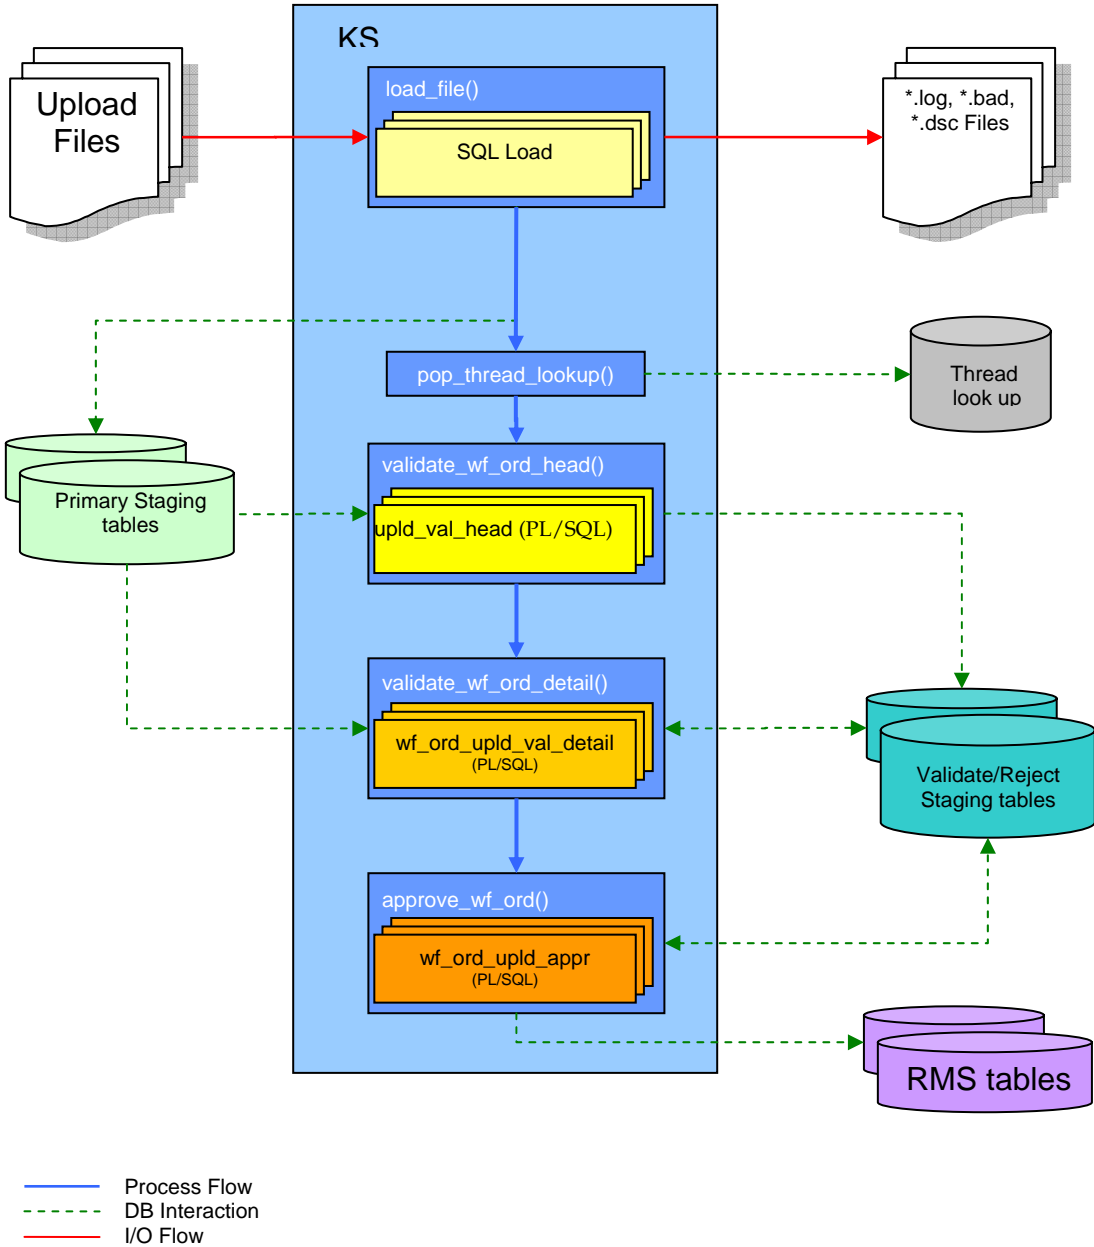 KS
load_file()
Upload
Files
SQL Load
*.log, *.bad,
*.dsc Files
pop_thread_lookup()
Thread
look up
validate_wf_ord_head()
Primary Staging
tables
upld_val_head (PL/SQL)
validate_wf_ord_detail()
wf_ord_upld_val_detail
(PL/SQL)
Validate/Reject
Staging tables
approve_wf_ord()
wf_ord_upld_appr
(PL/SQL)
RMS tables
Process Flow
DB Interaction
I/O Flow